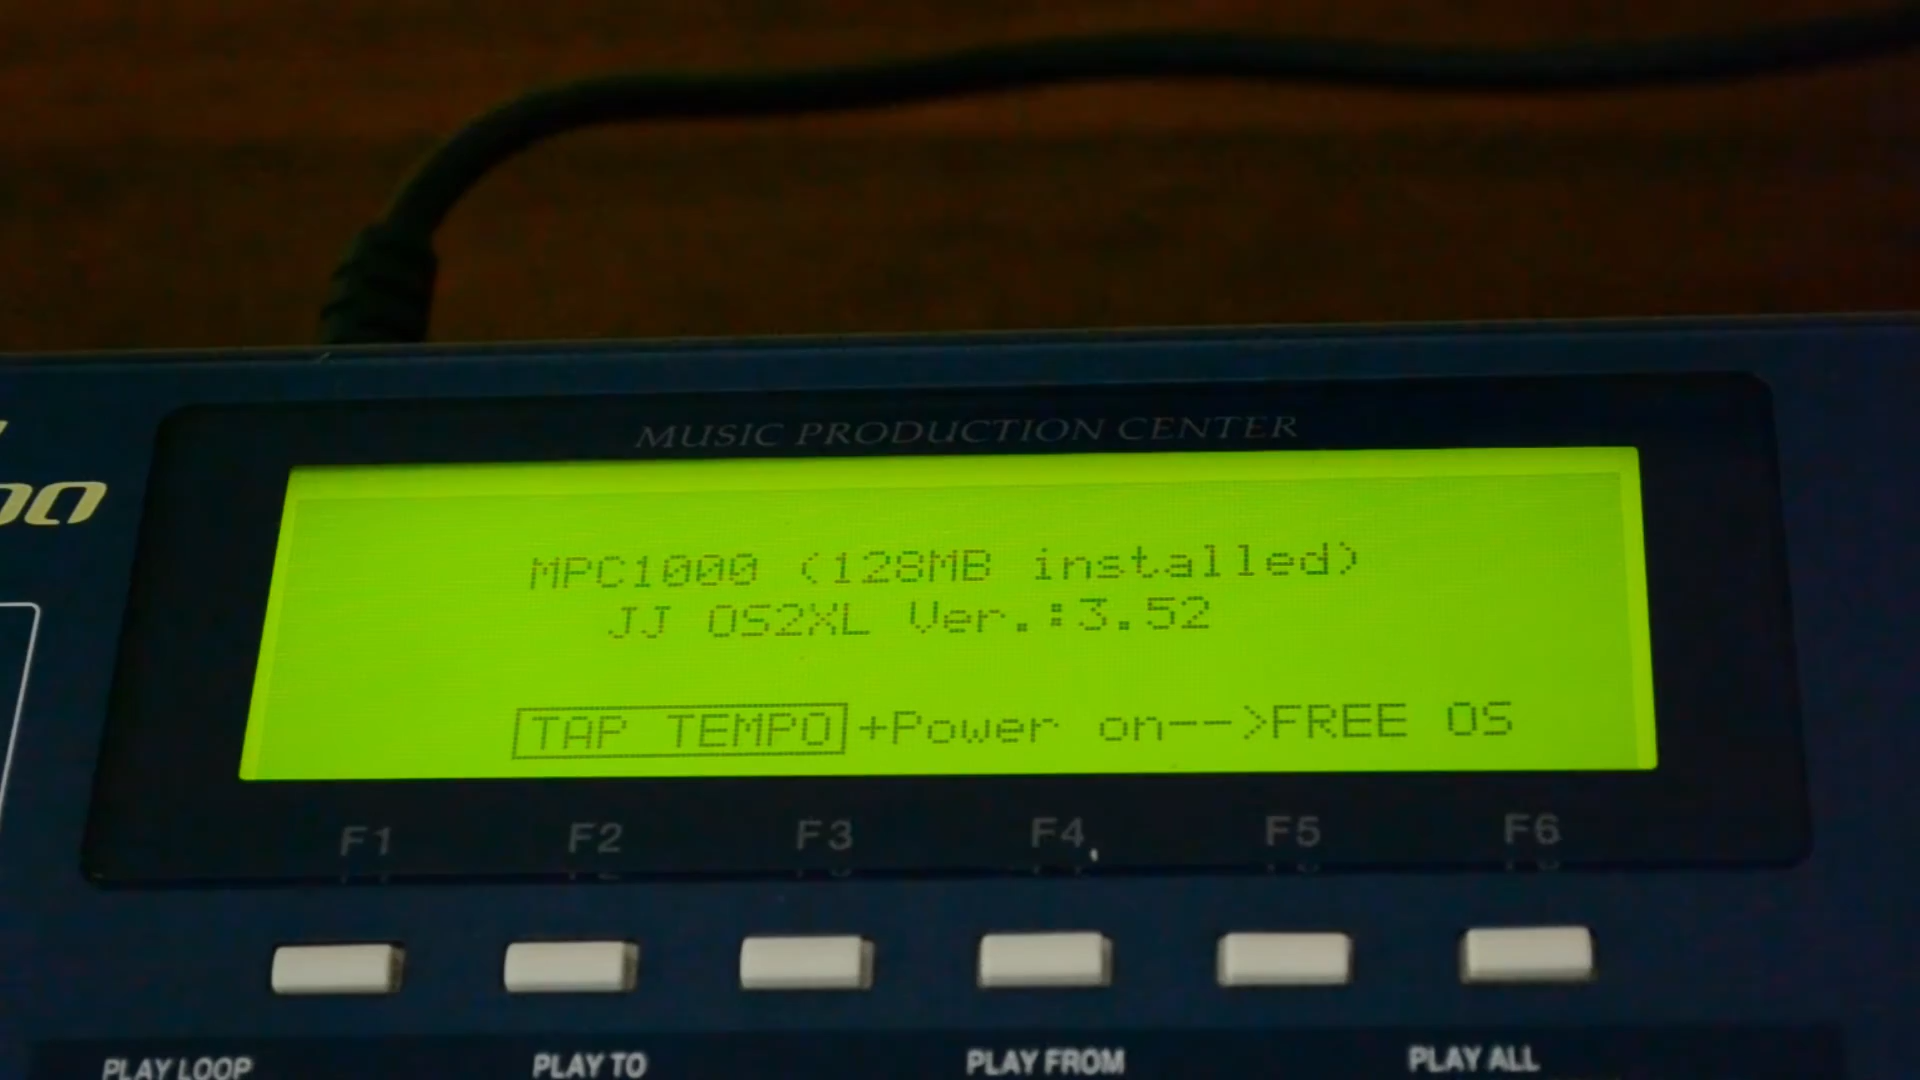 MUSIC PRODUCTION CENTER
00
MPC1000 (128MB installed)
JJ OS2XL Ver.:3.52
TAP TEMPO+Power on-->FREE OS
F1 F2 F3 F4 F5 F6
PLAY LOOP PLAY TO PLAY FROM PLAY ALL